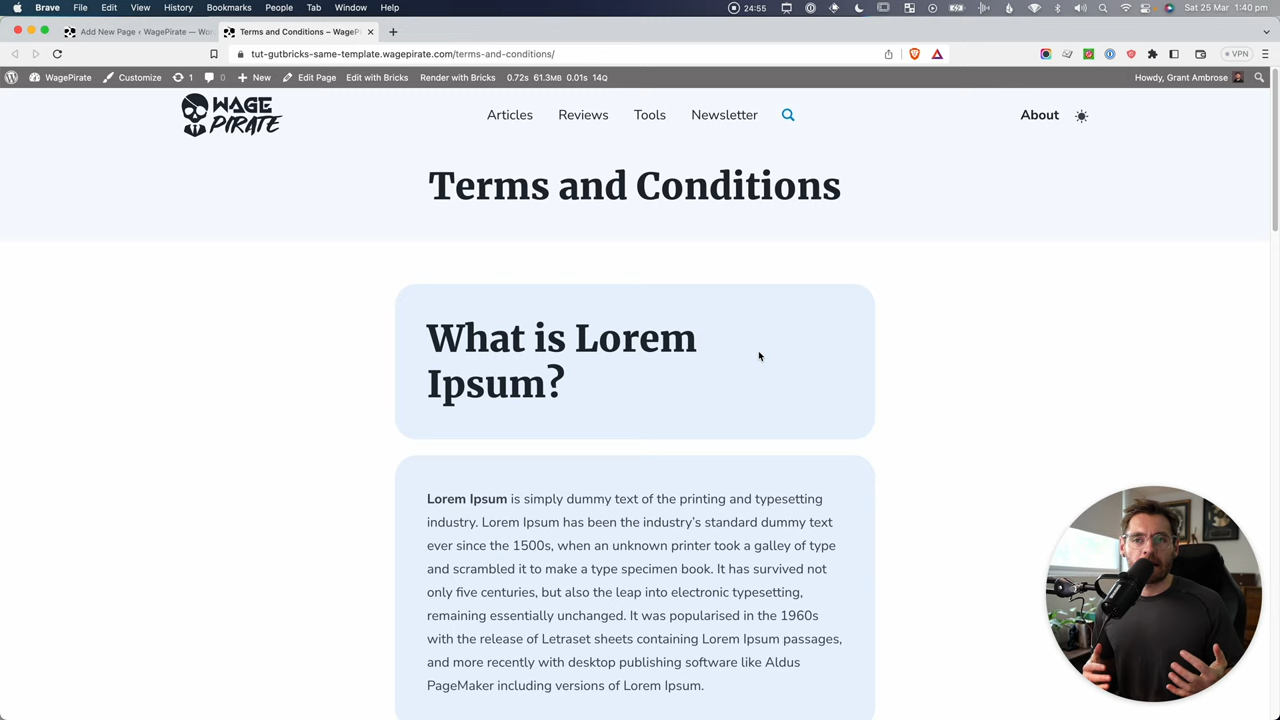 Brave File Edit View History Bookmarks People Tab Window Help 24:55 Sat 25 Mar 1:40 pm
Add New Page ‹ WagePirate — Wor
Terms and Conditions – WagePi
tut-gutbricks-same-template.wagepirate.com/terms-and-conditions/
VPN
WagePirate Customize 1 0 New Edit Page Edit with Bricks Render with Bricks 0.72s 61.3MB 0.01s 14Q Howdy, Grant Ambrose
WAGE
PIRATE
Articles Reviews Tools Newsletter About
Terms and Conditions
What is Lorem
Ipsum?
Lorem Ipsum is simply dummy text of the printing and typesetting
industry. Lorem Ipsum has been the industry’s standard dummy text
ever since the 1500s, when an unknown printer took a galley of type
and scrambled it to make a type specimen book. It has survived not
only five centuries, but also the leap into electronic typesetting,
remaining essentially unchanged. It was popularised in the 1960s
with the release of Letraset sheets containing Lorem Ipsum passages,
and more recently with desktop publishing software like Aldus
PageMaker including versions of Lorem Ipsum.